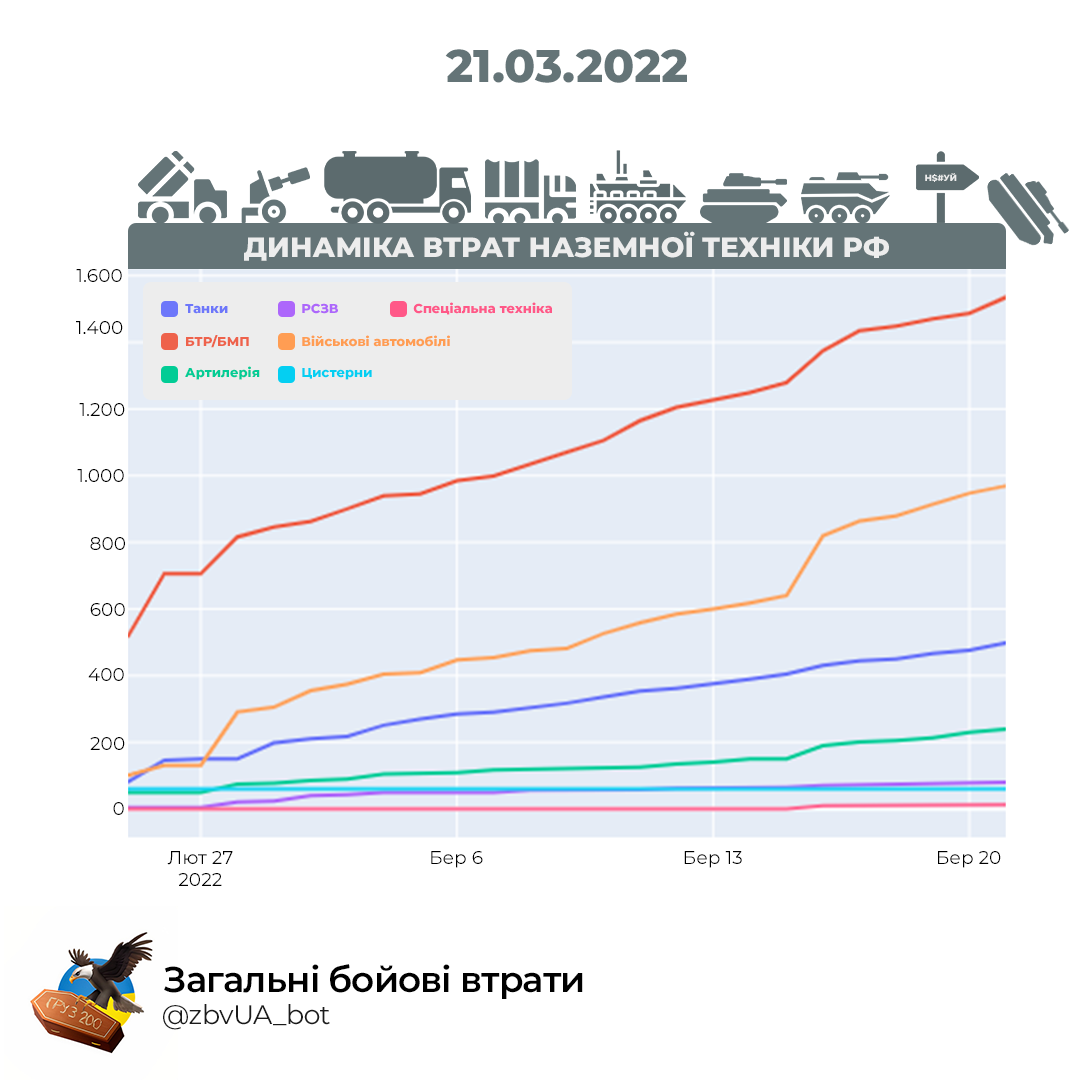 21.03.2022
Н$#УЙ
ДИНАМІКА ВТРАТ НАЗЕМНОЇ ТЕХНІКИ РФ
1.600
1.400
1.200
1.000
800
600
400
200
0
Танки
РСЗВ
Спеціальна техніка
БТР/БМП
Військові автомобілі
Артилерія
Цистерни
Лют 27
2022
Бер 6
Бер 13
Бер 20
ГРУЗ 200
Загальні бойові втрати
@zbvUA_bot